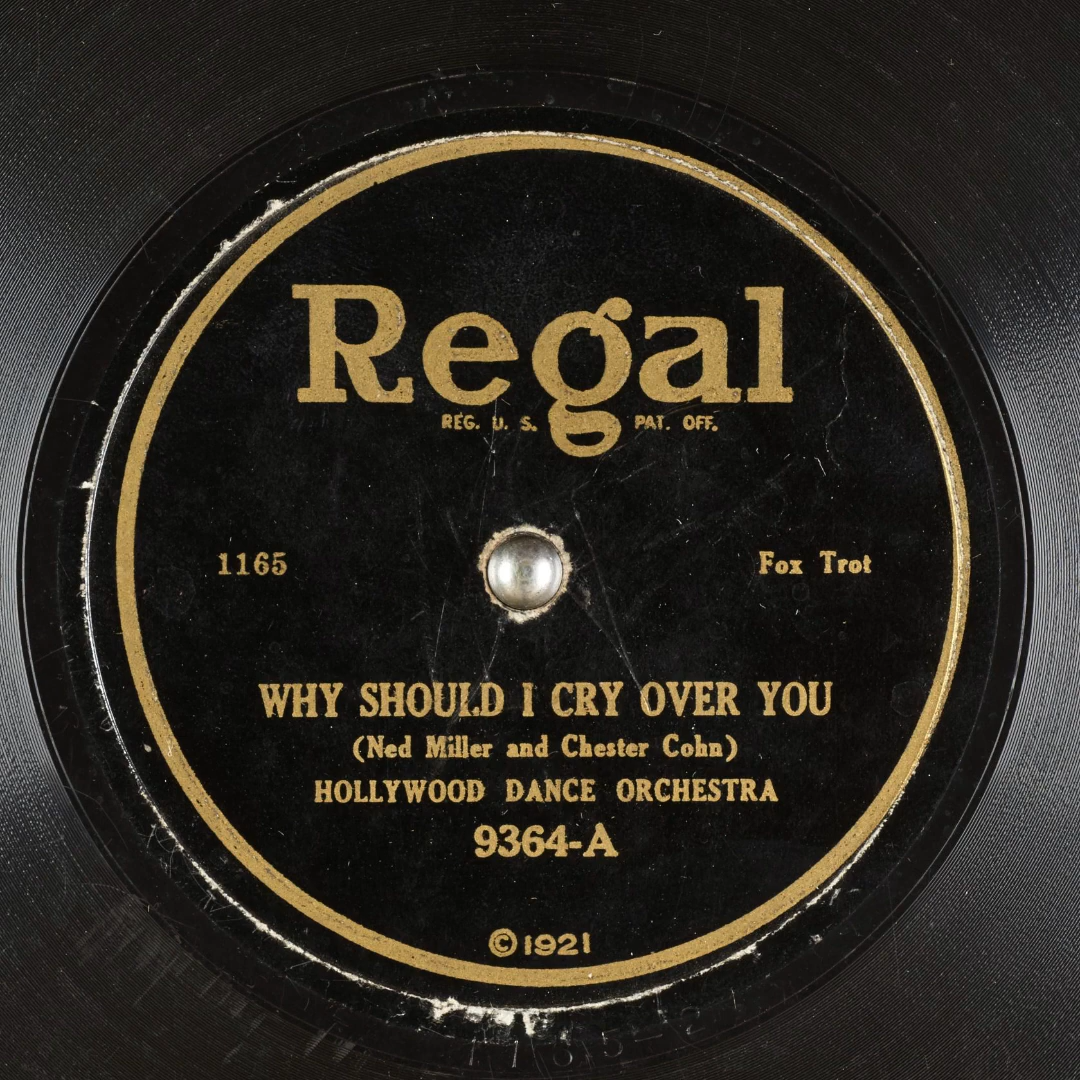 Regal
REG. U. S. PAT. OFF.
1165 Fox Trot
WHY SHOULD I CRY OVER YOU
(Ned Miller and Chester Cohn)
HOLLYWOOD DANCE ORCHESTRA
9364-A
©1921